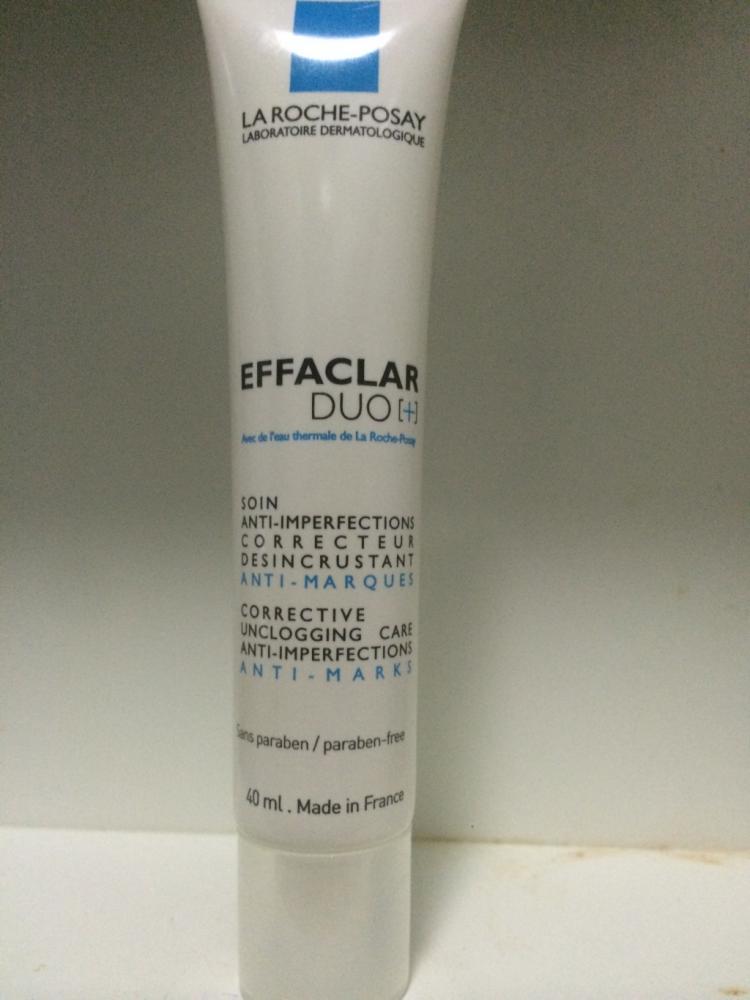 LA ROCHE-POSAY
LABORATOIRE DERMATOLOGIQUE
EFFACLAR
DUO [+]
Avec de l'eau thermale de La Roche-Posay
SOIN
ANTI-IMPERFECTIONS
CORRECTEUR
DESINCRUSTANT
ANTI-MARQUES
CORRECTIVE
UNCLOGGING CARE
ANTI-IMPERFECTIONS
ANTI-MARKS
Sans paraben / paraben-free
40 ml . Made in France